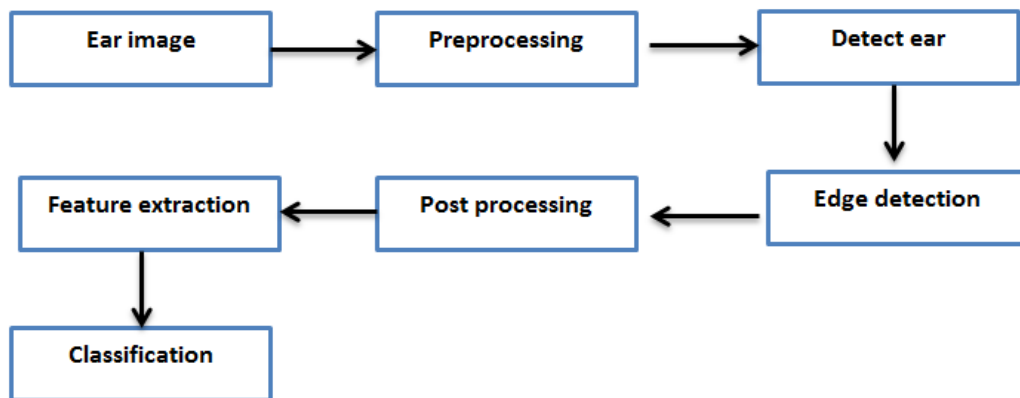 Ear image
Preprocessing
Detect ear
Edge detection
Post processing
Feature extraction
Classification